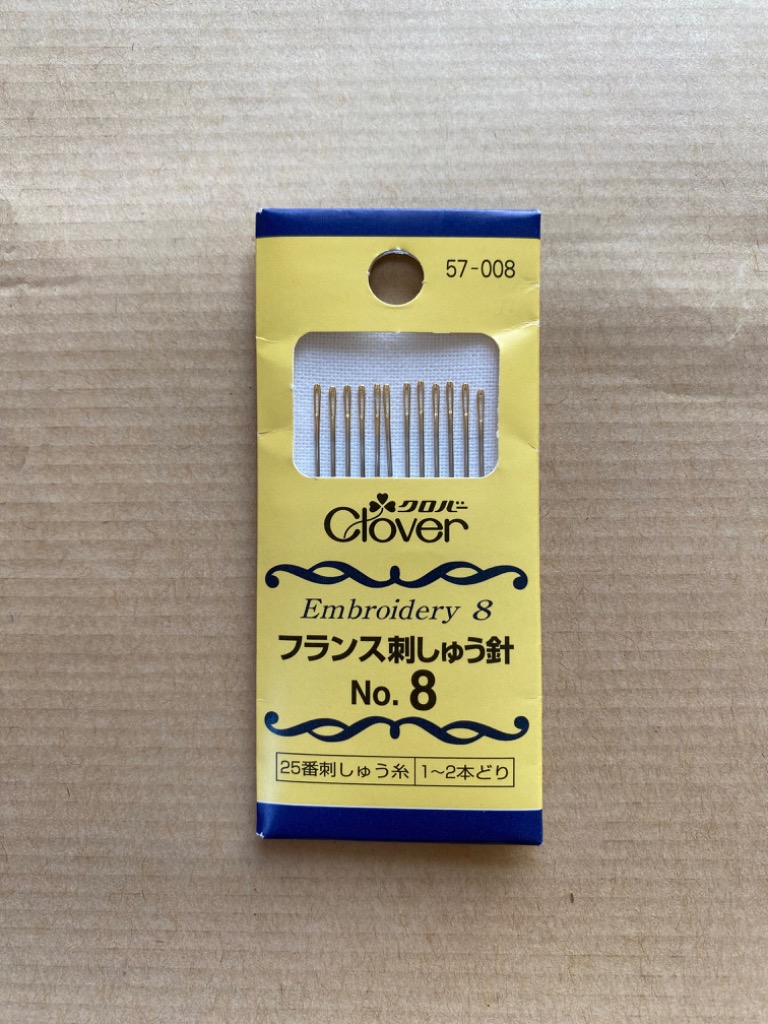 57-008
クロバー
Clover
Embroidery 8
フランス刺しゅう針
No. 8
25番刺しゅう糸 1~2本どり